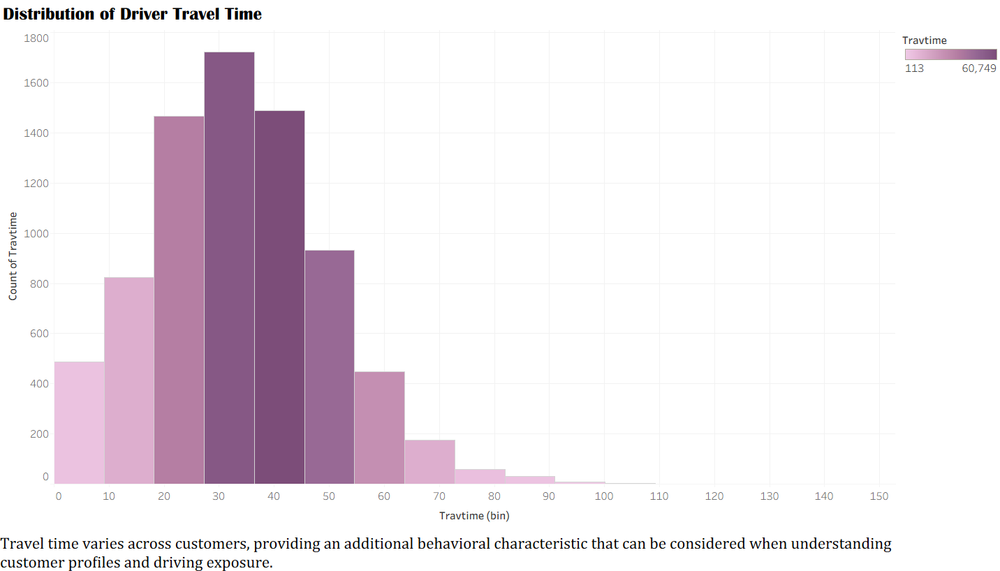 Distribution of Driver Travel Time
1800
1600
1400
1200
1000
800
600
400
200
0
Count of Travtime
0 10 20 30 40 50 60 70 80 90 100 110 120 130 140 150
Travtime (bin)
Travtime
113 60,749
Travel time varies across customers, providing an additional behavioral characteristic that can be considered when understanding
customer profiles and driving exposure.